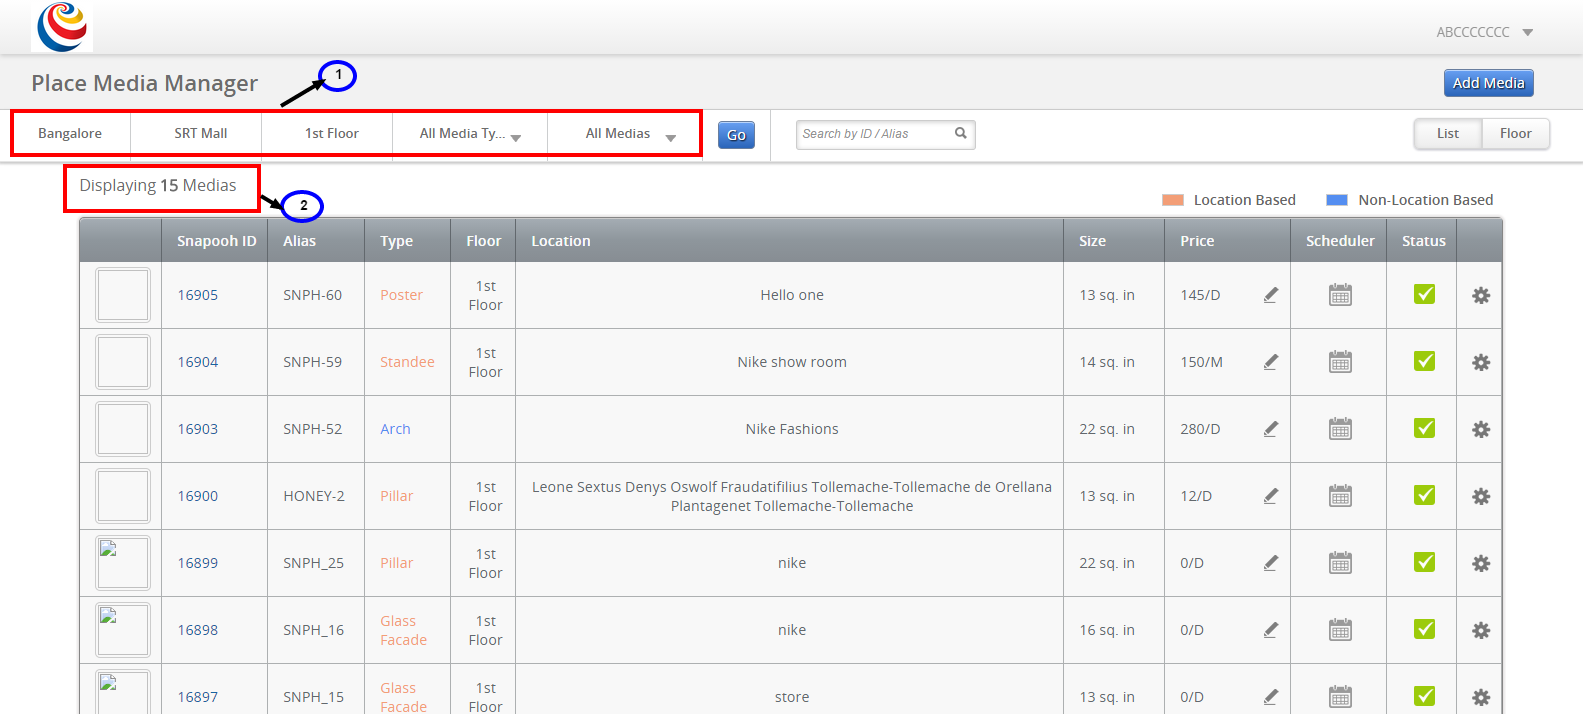 ABCCCCCCC
Place Media Manager
1
Add Media
Bangalore SRT Mall 1st Floor All Media Ty... All Medias Go Search by ID / Alias List Floor
Displaying 15 Medias
2
Location Based Non-Location Based
Snapooh ID Alias Type Floor Location Size Price Scheduler Status
16905 SNPH-60 Poster 1st Floor Hello one 13 sq. in 145/D
16904 SNPH-59 Standee 1st Floor Nike show room 14 sq. in 150/M
16903 SNPH-52 Arch Nike Fashions 22 sq. in 280/D
16900 HONEY-2 Pillar 1st Floor Leone Sextus Denys Oswolf Fraudatifilius Tollemache-Tollemache de Orellana
Plantagenet Tollemache-Tollemache 13 sq. in 12/D
16899 SNPH_25 Pillar 1st Floor nike 22 sq. in 0/D
16898 SNPH_16 Glass Facade 1st Floor nike 16 sq. in 0/D
16897 SNPH_15 Glass Facade 1st Floor store 13 sq. in 0/D